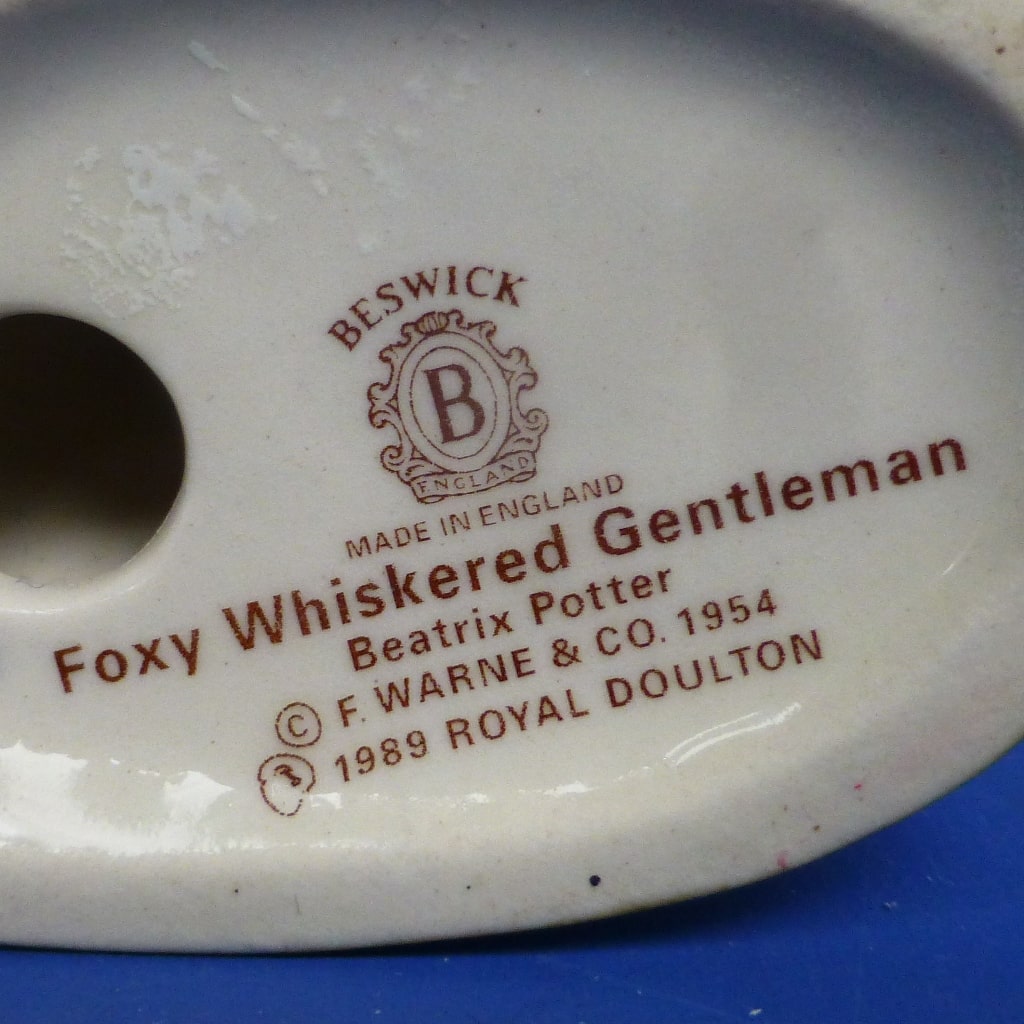 BESWICK
B
ENGLAND
MADE IN ENGLAND
Foxy Whiskered Gentleman
Beatrix Potter
© F. WARNE & CO. 1954
1989 ROYAL DOULTON